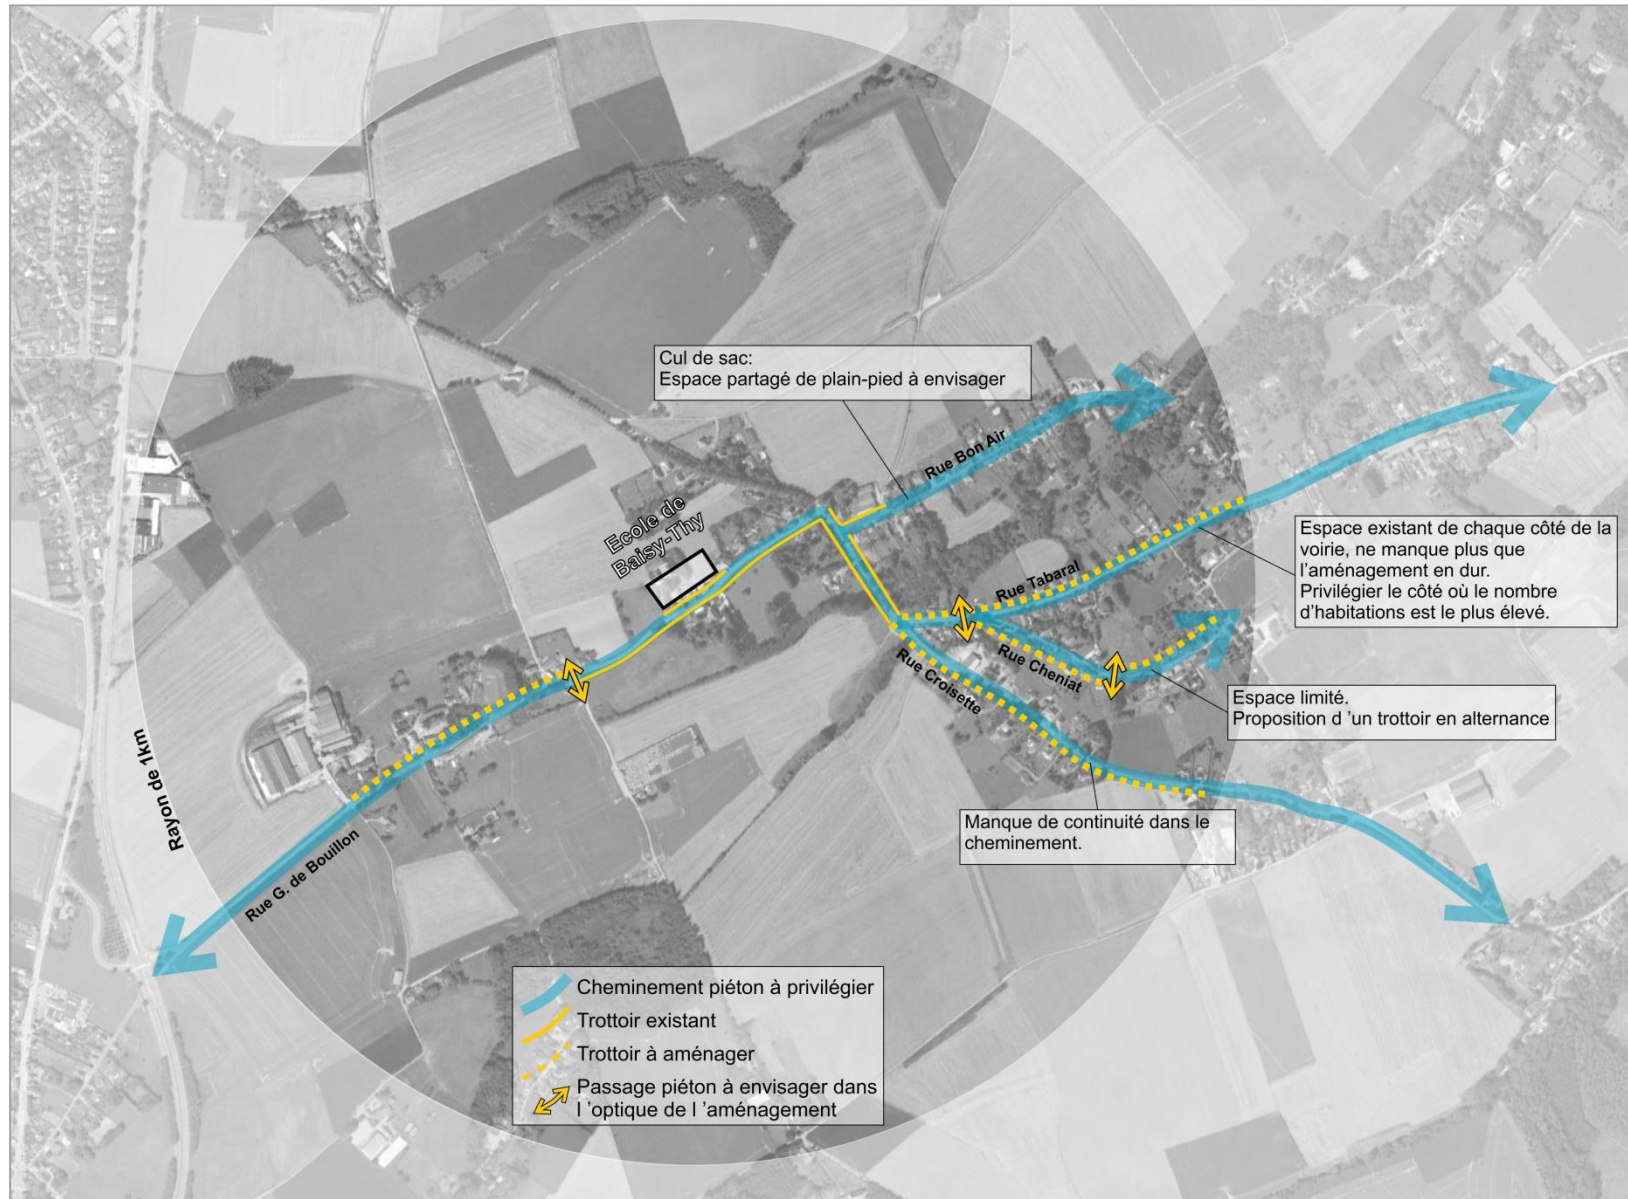 Cul de sac:
Espace partagé de plain-pied à envisager
Rue Bon Air
Ecole de
Baisy-Thy
Espace existant de chaque côté de la
voirie, ne manque plus que
l’aménagement en dur.
Privilégier le côté où le nombre
d’habitations est le plus élevé.
Rue Tabaral
Rue Cheniat
Rue Croisette
Espace limité.
Proposition d ’un trottoir en alternance
Rayon de 1km
Manque de continuité dans le
cheminement.
Rue G. de Bouillon
Cheminement piéton à privilégier
Trottoir existant
Trottoir à aménager
Passage piéton à envisager dans
l ’optique de l ’aménagement